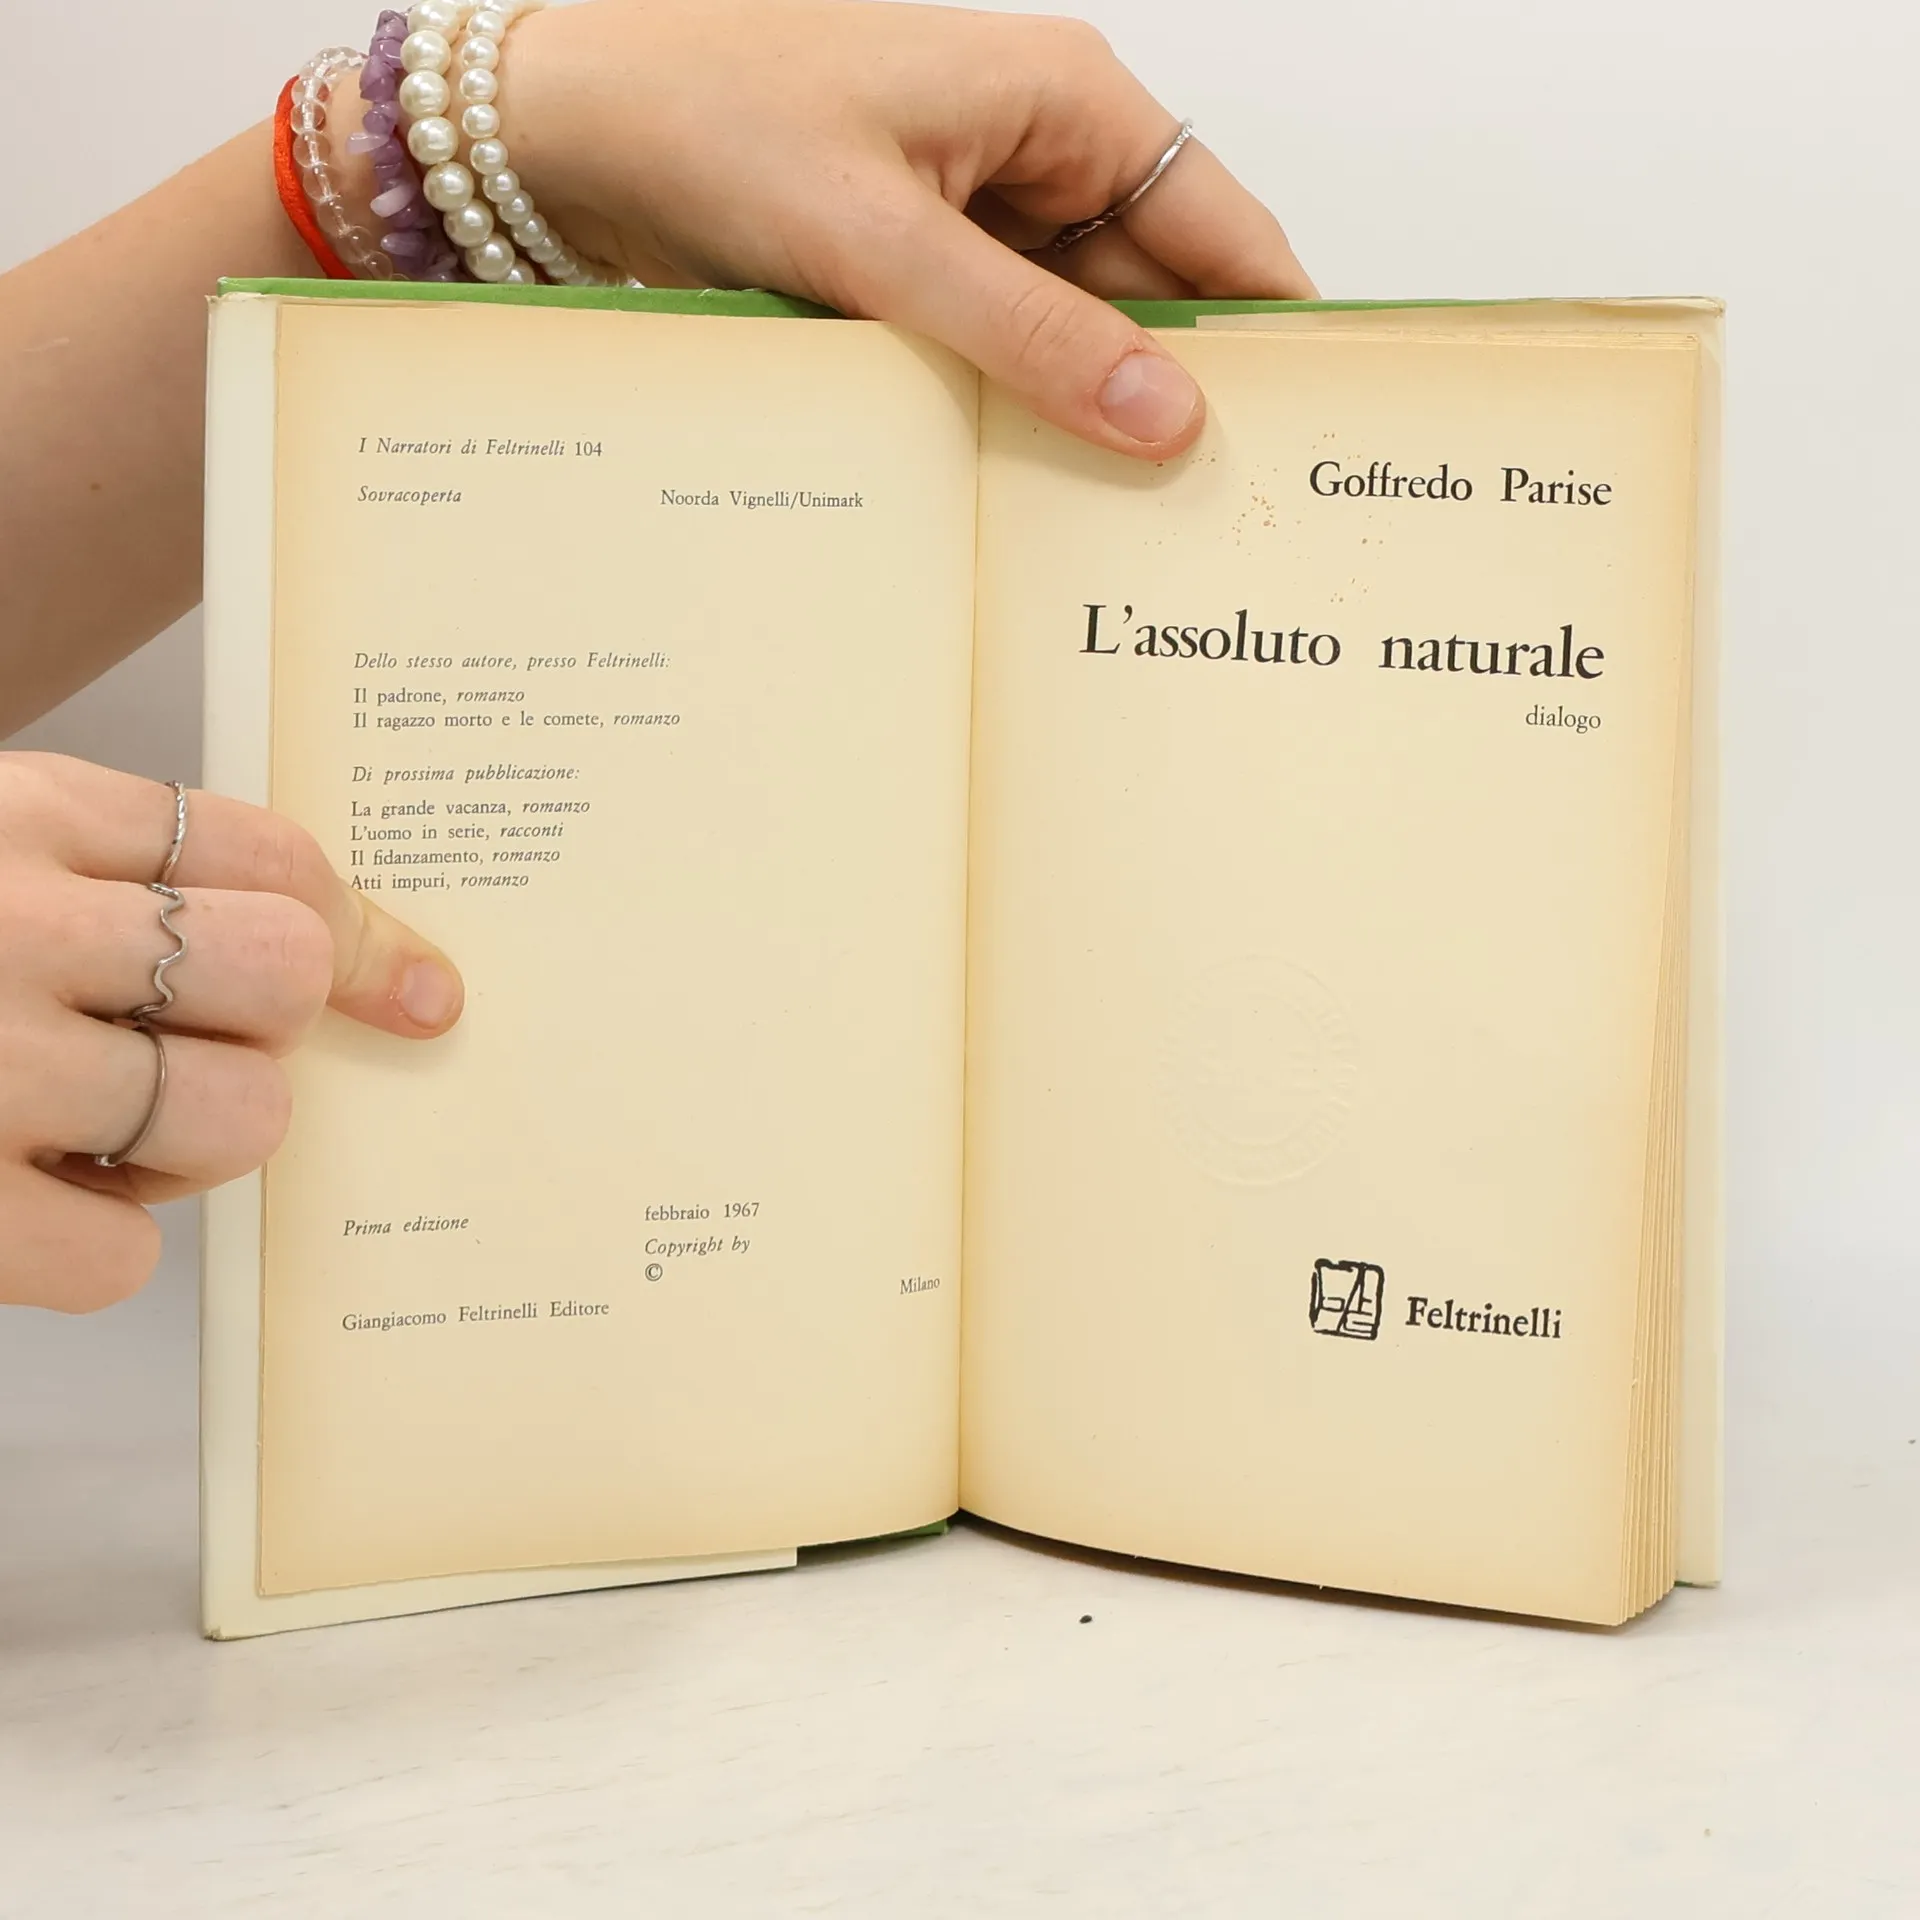 I Narratori di Feltrinelli 104
Sovracoperta Noorda Vignelli/Unimark
Dello stesso autore, presso Feltrinelli:
Il padrone, romanzo
Il ragazzo morto e le comete, romanzo
Di prossima pubblicazione:
La grande vacanza, romanzo
L'uomo in serie, racconti
Il fidanzamento, romanzo
Atti impuri, romanzo
Prima edizione febbraio 1967
Copyright by
©
Giangiacomo Feltrinelli Editore Milano
Goffredo Parise
L'assoluto naturale
dialogo
Feltrinelli